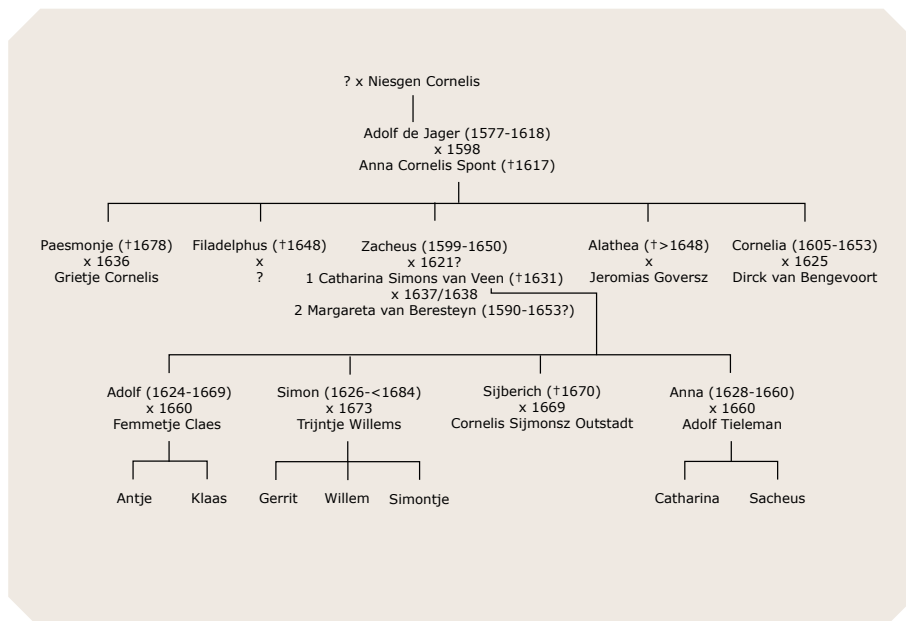 ? x Niesgen Cornelis
Adolf de Jager (1577-1618)
x 1598
Anna Cornelis Spont (†1617)
Paesmonje (†1678)
x 1636
Grietje Cornelis
Filadelphus (†1648)
x
?
Zacheus (1599-1650)
x 1621?
1 Catharina Simons van Veen (†1631)
x 1637/1638
2 Margareta van Beresteyn (1590-1653?)
Alathea (†>1648)
x
Jeromias Goversz
Cornelia (1605-1653)
x 1625
Dirck van Bengevoort
Adolf (1624-1669)
x 1660
Femmetje Claes
Simon (1626-<1684)
x 1673
Trijntje Willems
Sijberich (†1670)
x 1669
Cornelis Sijmonsz Outstadt
Anna (1628-1660)
x 1660
Adolf Tieleman
Antje
Klaas
Gerrit
Willem
Simontje
Catharina
Sacheus